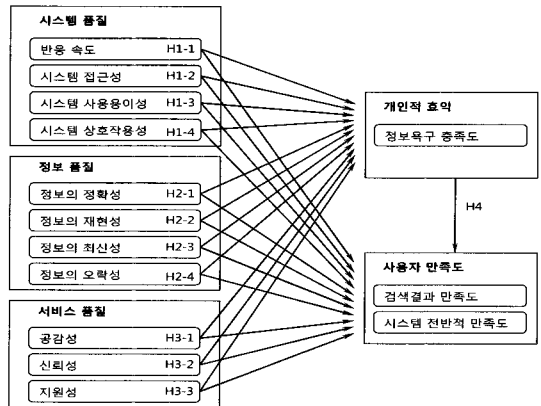 시스템 품질
반응 속도 H1-1
시스템 접근성 H1-2
시스템 사용용이성 H1-3
시스템 상호작용성 H1-4
정보 품질
정보의 정확성 H2-1
정보의 재현성 H2-2
정보의 최신성 H2-3
정보의 오락성 H2-4
서비스 품질
공감성 H3-1
신뢰성 H3-2
지원성 H3-3
개인적 효악
정보욕구 충족도
H4
사용자 만족도
검색결과 만족도
시스템 전반적 만족도